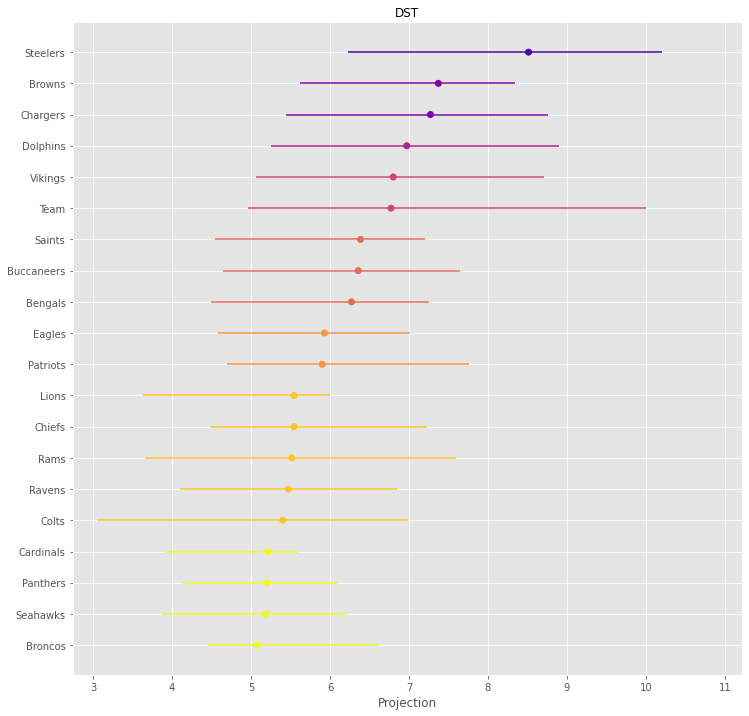 DST
Steelers
Browns
Chargers
Dolphins
Vikings
Team
Saints
Buccaneers
Bengals
Eagles
Patriots
Lions
Chiefs
Rams
Ravens
Colts
Cardinals
Panthers
Seahawks
Broncos
3 4 5 6 7 8 9 10 11
Projection